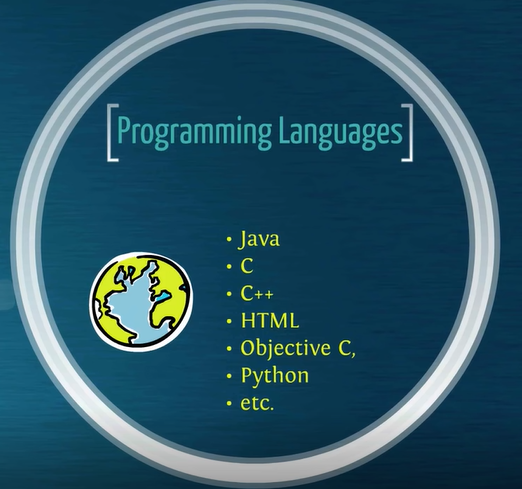 [Programming Languages]
• Java
• C
• C++
• HTML
• Objective C,
• Python
• etc.